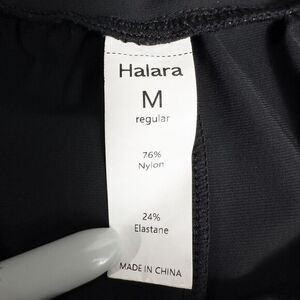 Halara
M
regular
76%
Nylon
24%
Elastane
MADE IN CHINA